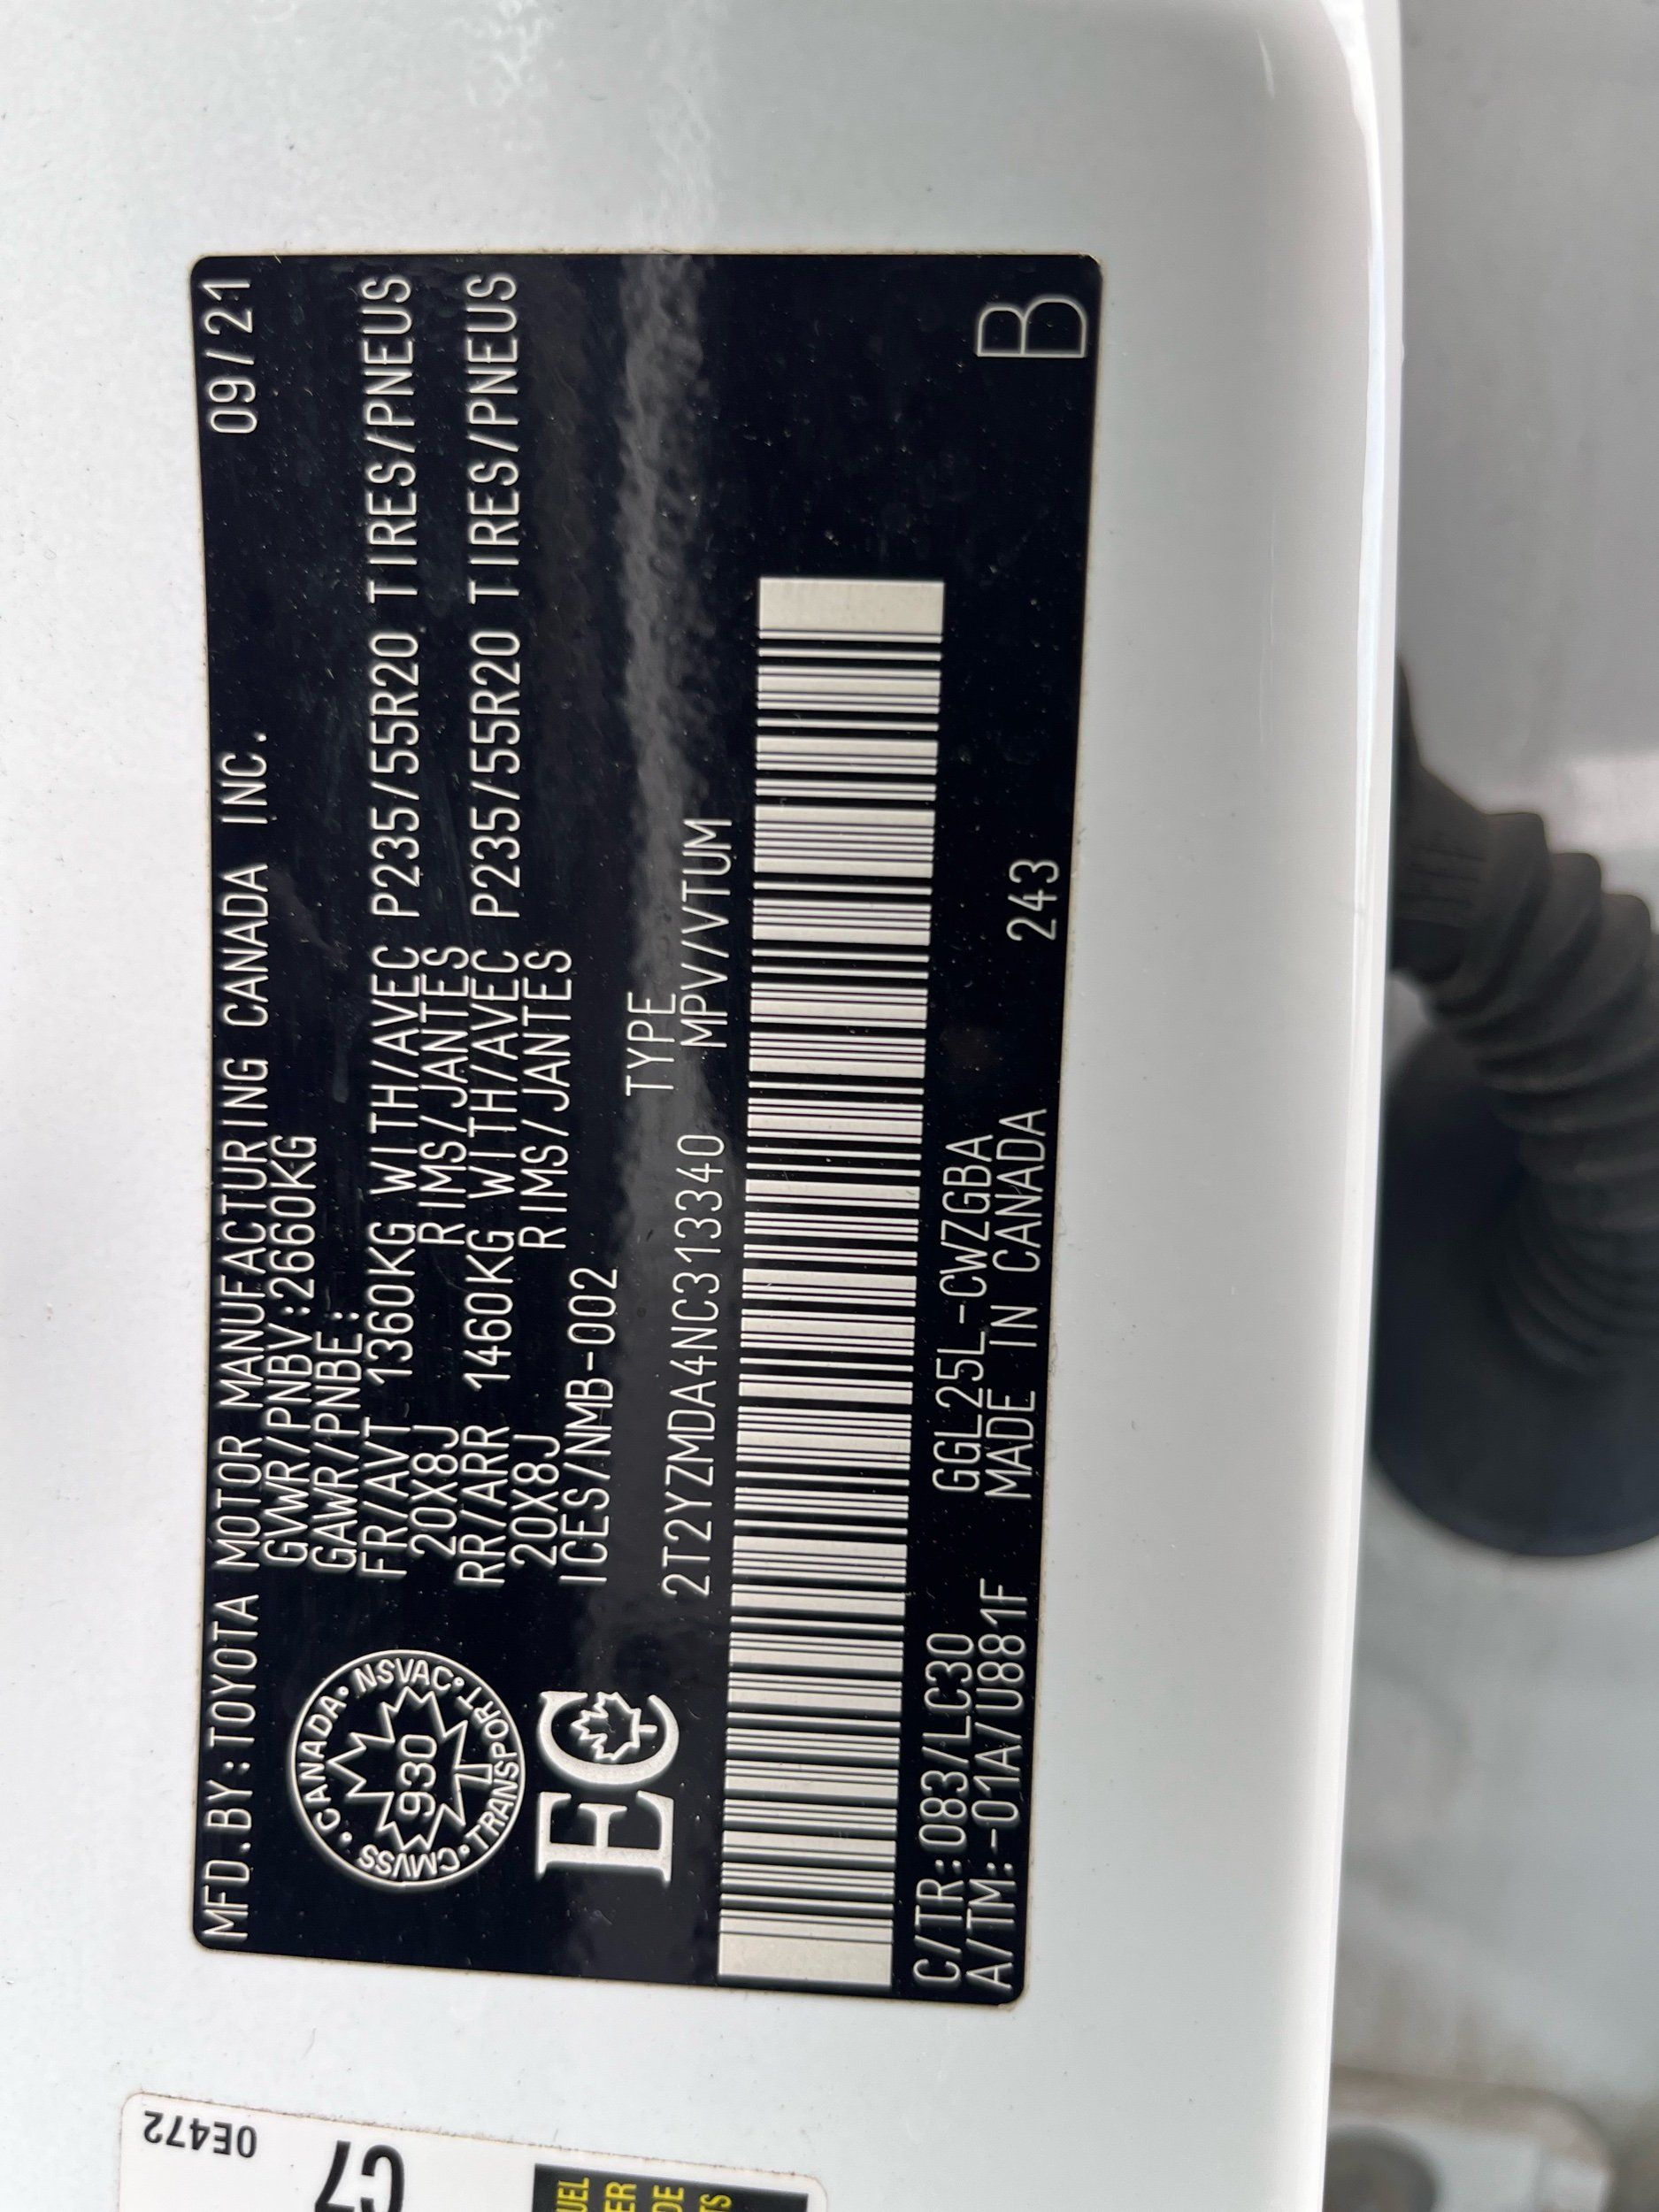 MFD.BY:TOYOTA MOTOR MANUFACTURING CANADA INC. 09/21
GVWR/PNBV:2660KG
GAWR/PNBE:
FR/AVT 1360KG WITH/AVEC P235/55R20 TIRES/PNEUS
20X8J RIMS/JANTES
RR/ARR 1460KG WITH/AVEC P235/55R20 TIRES/PNEUS
20X8J RIMS/JANTES
ICES/NMB-002
CANADA • NSVAC • TRANSPORT • CMVSS •
930
EC
TYPE
2T2YZMDA4NC313340 MPV/VTUM
C/TR:083/LC30 GGL25L-CWZGBA
A/TM:-01A/U881F MADE IN CANADA 243
B
0E472
C7